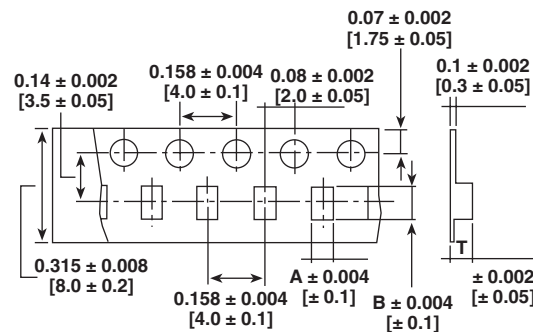 0.07 ± 0.002
[1.75 ± 0.05]
0.14 ± 0.002
[3.5 ± 0.05]
0.158 ± 0.004
[4.0 ± 0.1]
0.08 ± 0.002
[2.0 ± 0.05]
0.1 ± 0.002
[0.3 ± 0.05]
T
0.315 ± 0.008
[8.0 ± 0.2]
0.158 ± 0.004
[4.0 ± 0.1]
A ± 0.004
[± 0.1]
B ± 0.004
[± 0.1]
± 0.002
[± 0.05]